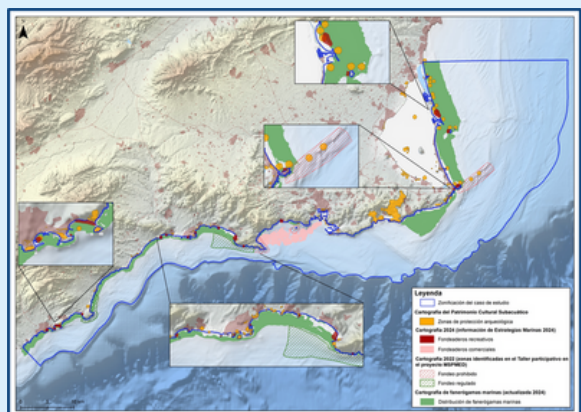 Leyenda
Zonificación del caso de estudio
Cartografía del Patrimonio Cultural Subacuático
Zonas de protección arqueológica
Cartografía 2024 (información de Estrategias Marinas 2024)
Fondeaderos recreativos
Fondeaderos comerciales
Cartografía 2022 (zonas identificadas en el Taller participativo en
el proyecto MSPMED)
Fondeo prohibido
Fondeo regulado
Cartografía de fanerógamas marinas (actualizada 2024)
Distribución de fanerógamas marinas